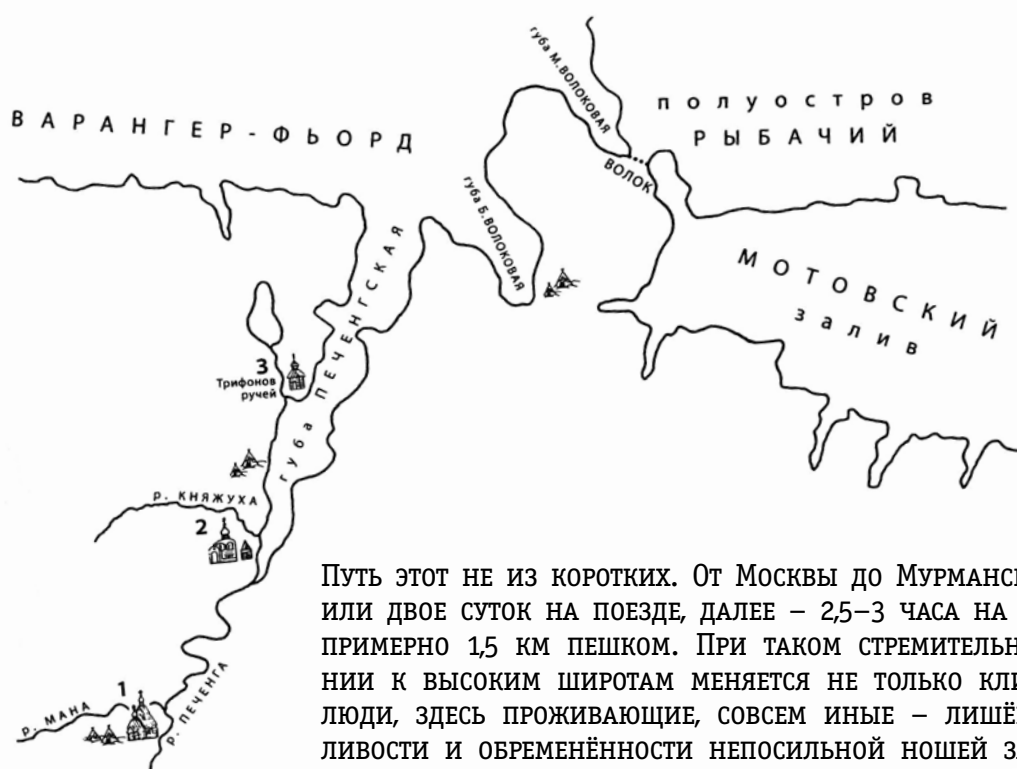 ВАРАНГЕР-ФЬОРД
губа М.ВОЛОКОВАЯ
полуостров
РЫБАЧИЙ
ВОЛОК
губа Б.ВОЛОКОВАЯ
МОТОВСКИЙ
залив
губа ПЕЧЕНГСКАЯ
3
Трифонов
ручей
р. КНЯЖУХА
2
1
р. МАНА
р. ПЕЧЕНГА
Путь этот не из коротких. От Москвы до
или двое суток на поезде, далее – 2,5–3 часа на
примерно 1,5 км пешком. При таком
нии к высоким широтам меняется не только
люди, здесь проживающие, совсем иные –
ливости и обременённости непосильной ношей